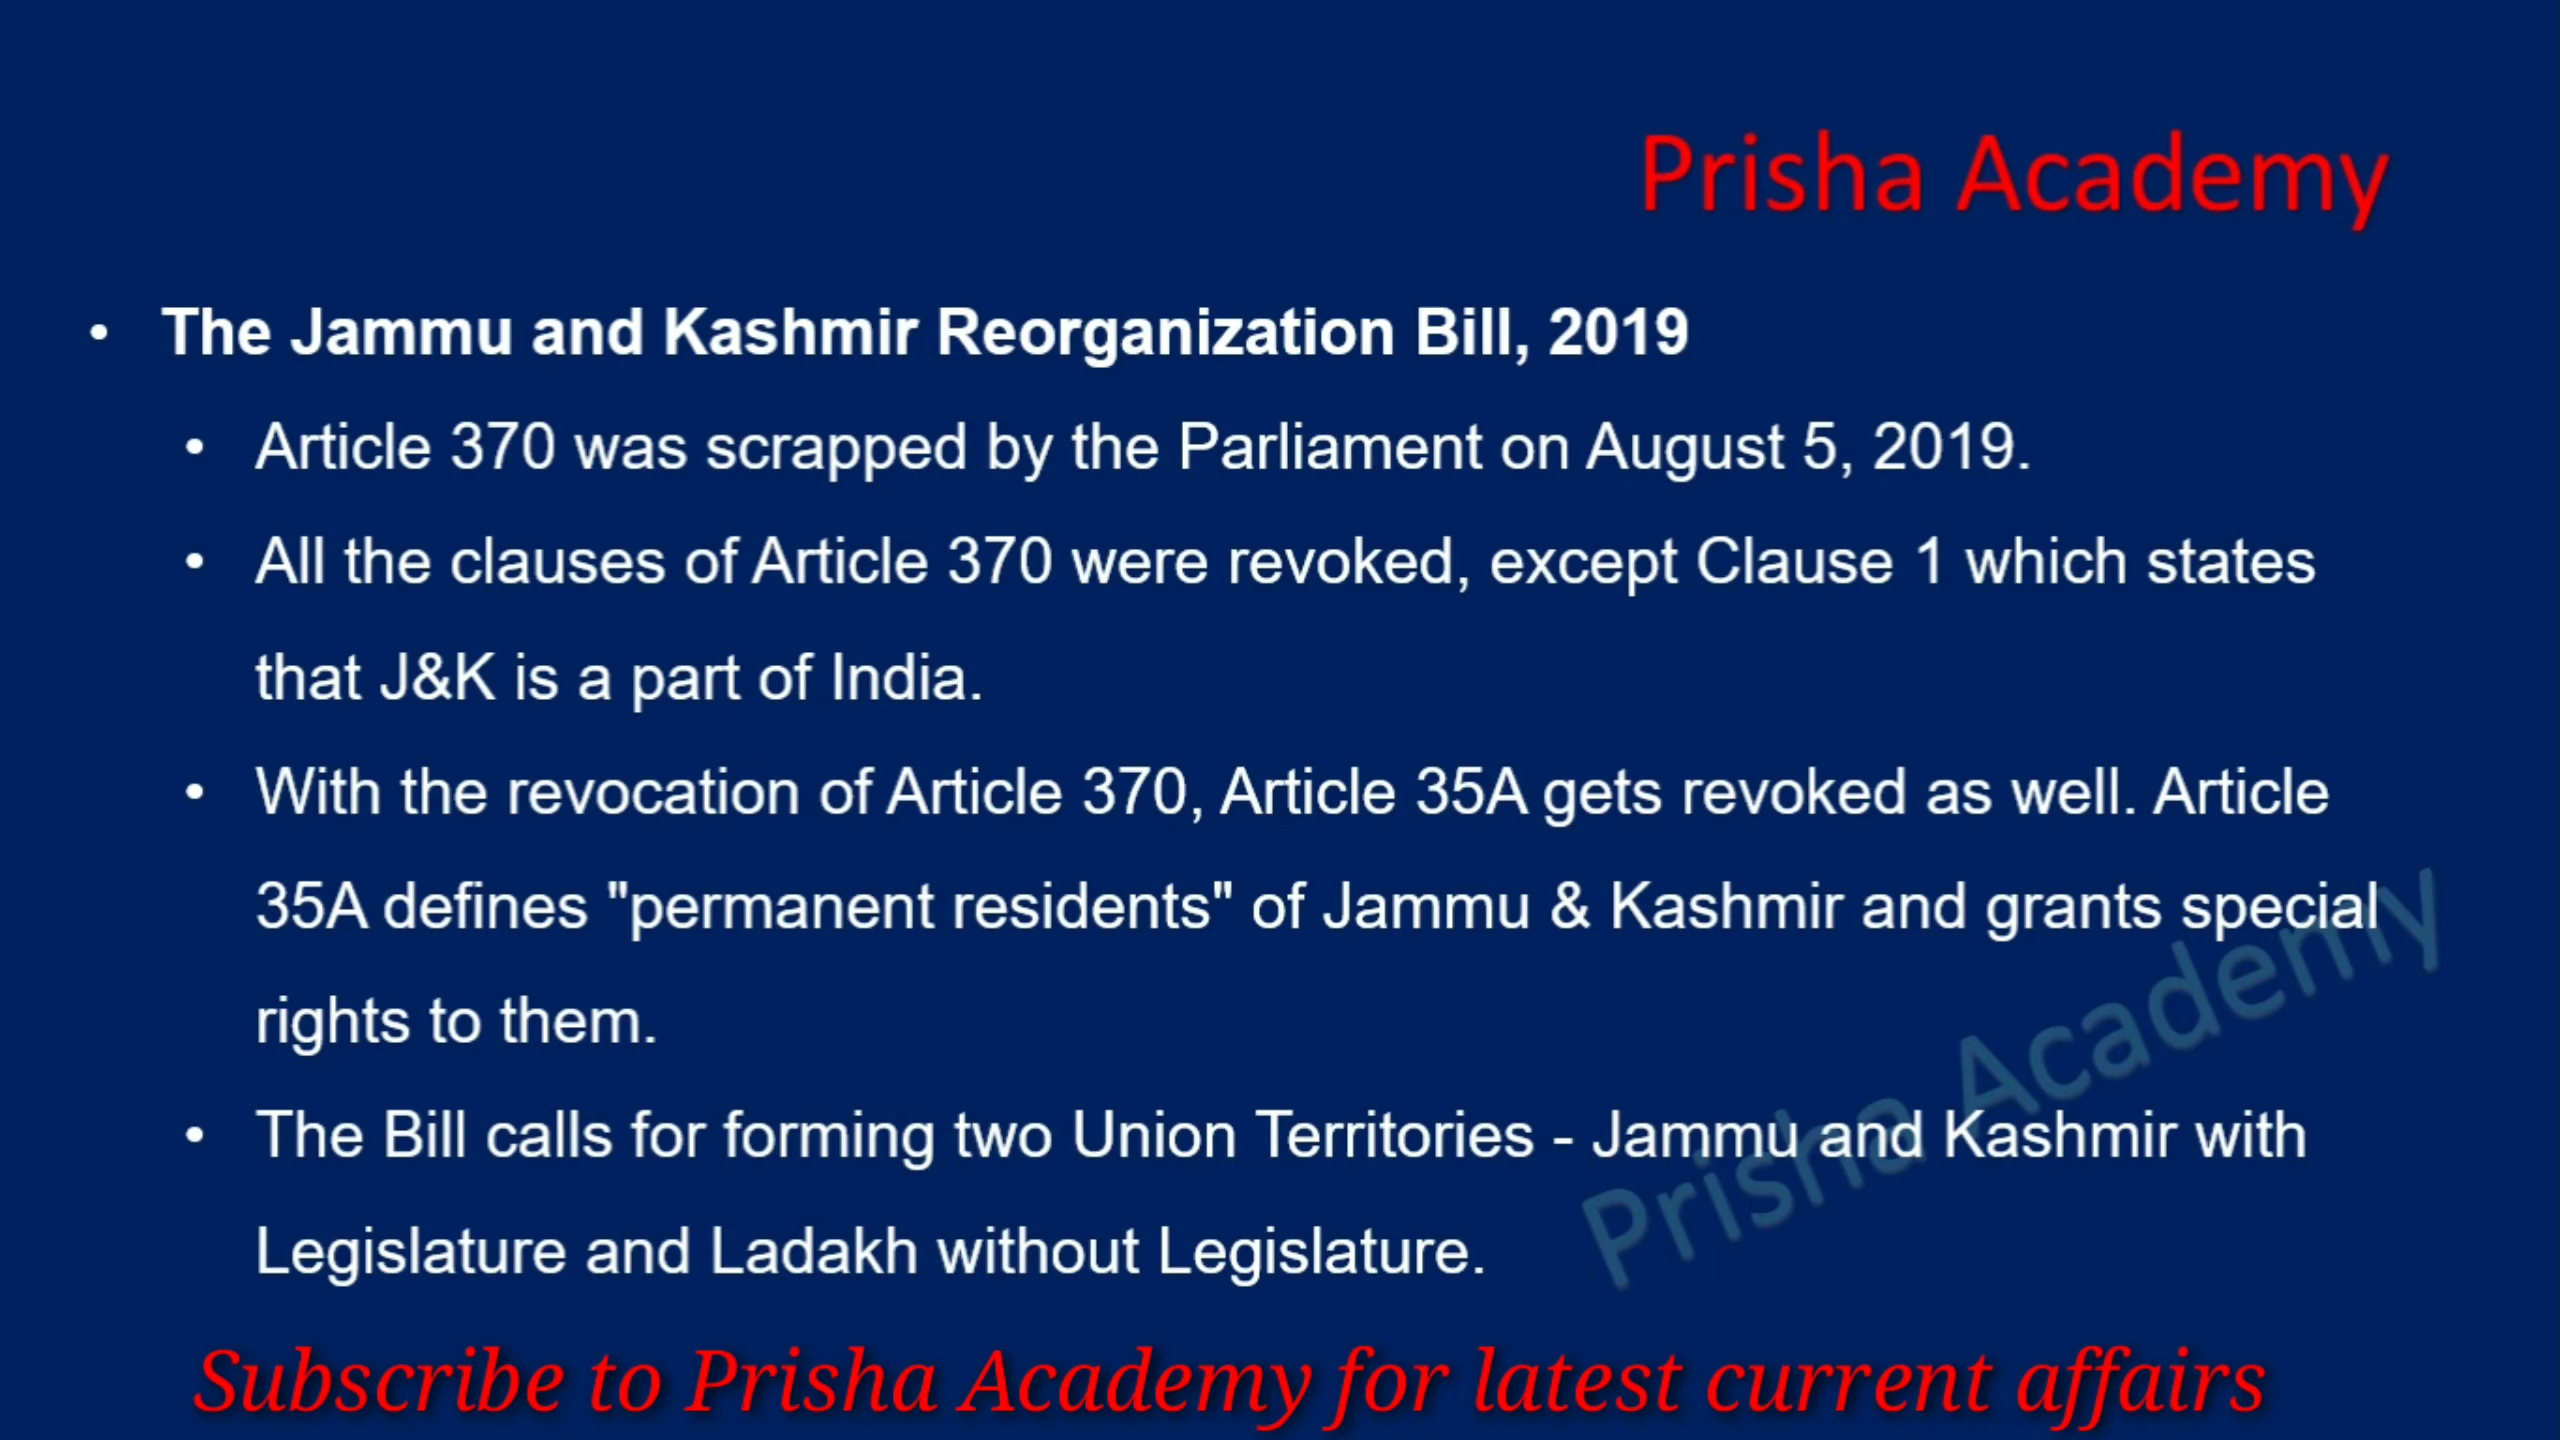 Prisha Academy
• The Jammu and Kashmir Reorganization Bill, 2019
• Article 370 was scrapped by the Parliament on August 5, 2019.
• All the clauses of Article 370 were revoked, except Clause 1 which states
that J&K is a part of India.
• With the revocation of Article 370, Article 35A gets revoked as well. Article
35A defines "permanent residents" of Jammu & Kashmir and grants special
rights to them.
• The Bill calls for forming two Union Territories - Jammu and Kashmir with
Legislature and Ladakh without Legislature.
Prisha Academy
Subscribe to Prisha Academy for latest current affairs